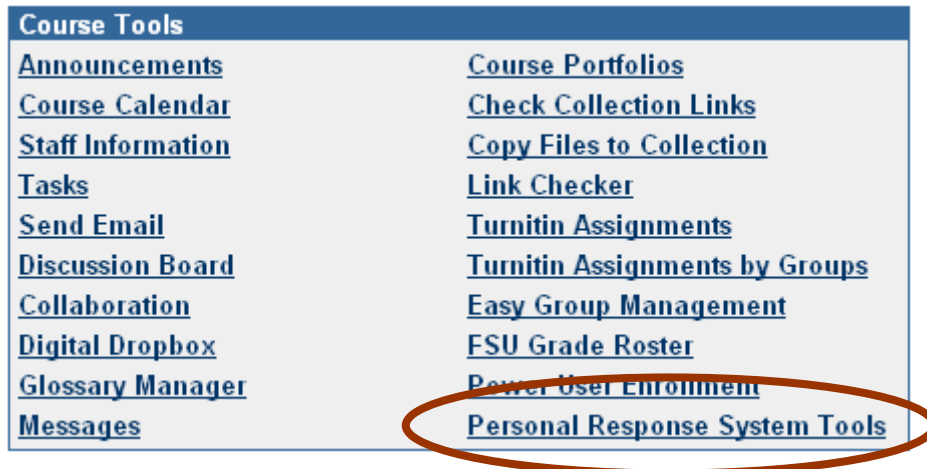 Course Tools
Announcements
Course Calendar
Staff Information
Tasks
Send Email
Discussion Board
Collaboration
Digital Dropbox
Glossary Manager
Messages
Course Portfolios
Check Collection Links
Copy Files to Collection
Link Checker
Turnitin Assignments
Turnitin Assignments by Groups
Easy Group Management
FSU Grade Roster
Power User Enrollment
Personal Response System Tools